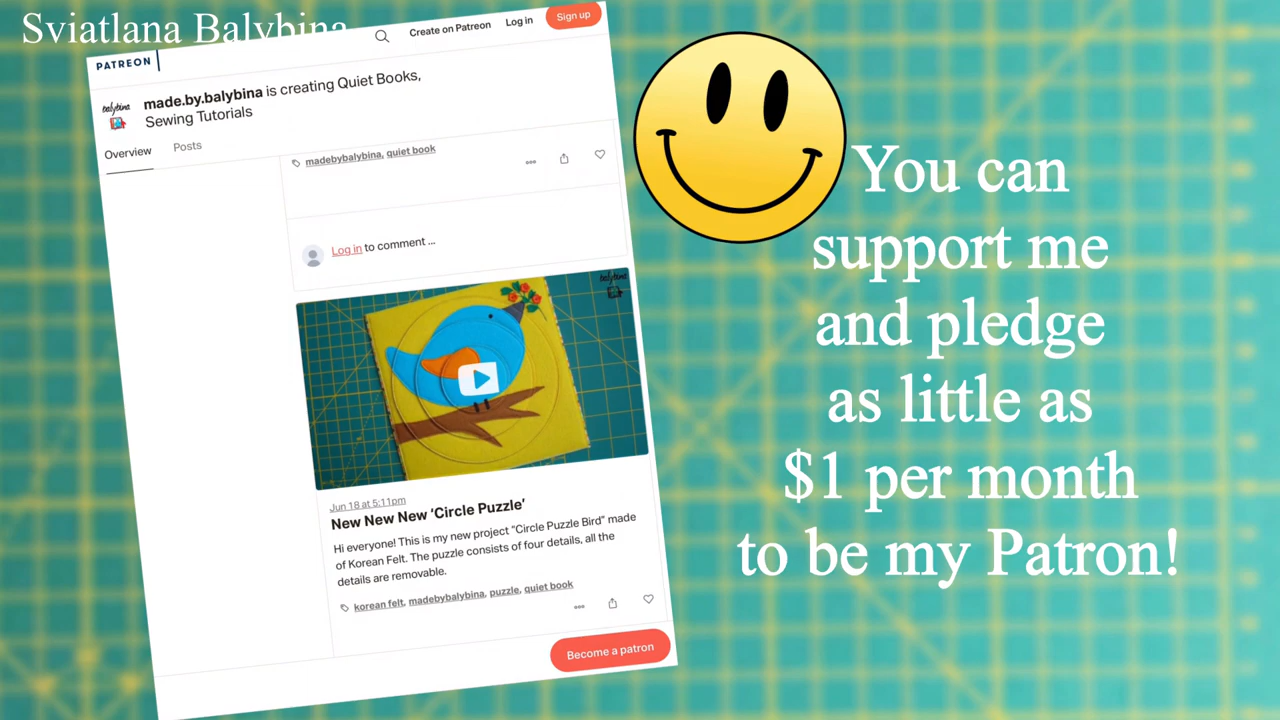 Sviatlana Balybina
PATREON
Create on Patreon
Log in
Sign up
balybina
made.by.balybina is creating Quiet Books,
Sewing Tutorials
Overview
Posts
madebybalybina, quiet book
Log in to comment ...
balybina
Jun 18 at 5:11pm
New New New ‘Circle Puzzle’
Hi everyone! This is my new project “Circle Puzzle Bird” made
of Korean Felt. The puzzle consists of four details, all the
details are removable.
korean felt, madebybalybina, puzzle, quiet book
Become a patron
You can
support me
and pledge
as little as
$1 per month
to be my Patron!